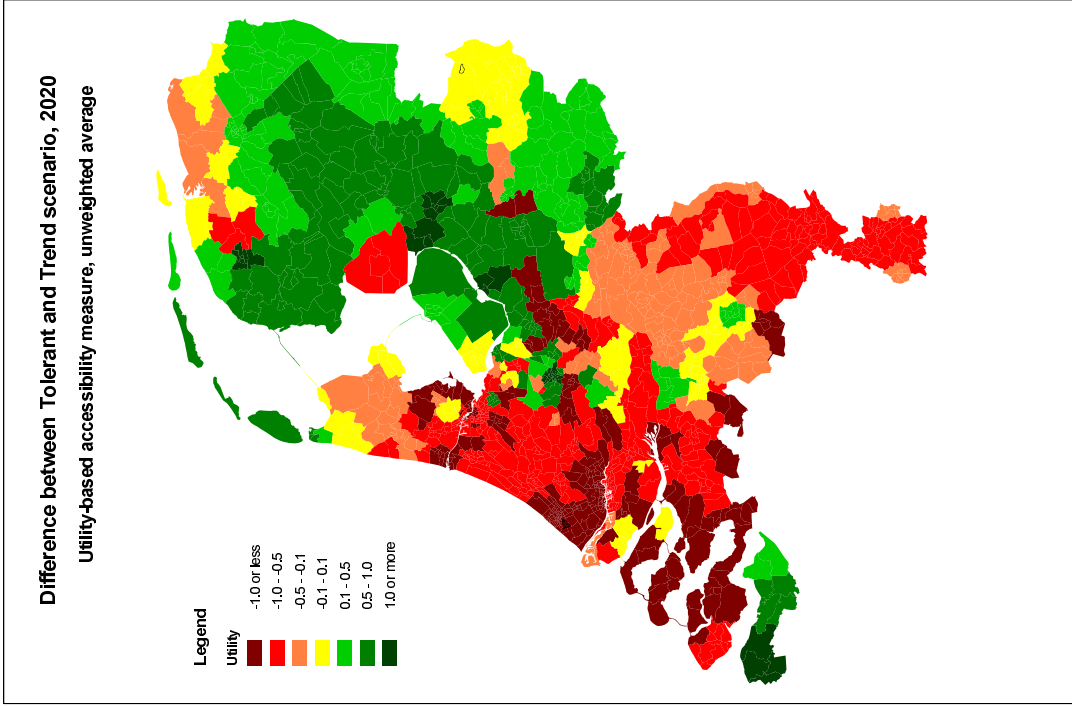 Difference between Tolerant and Trend scenario, 2020
Utility-based accessibility measure, unweighted average
Legend
Utility
-1.0 or less
-1.0 - -0.5
-0.5 - -0.1
-0.1 - 0.1
0.1 - 0.5
0.5 - 1.0
1.0 or more